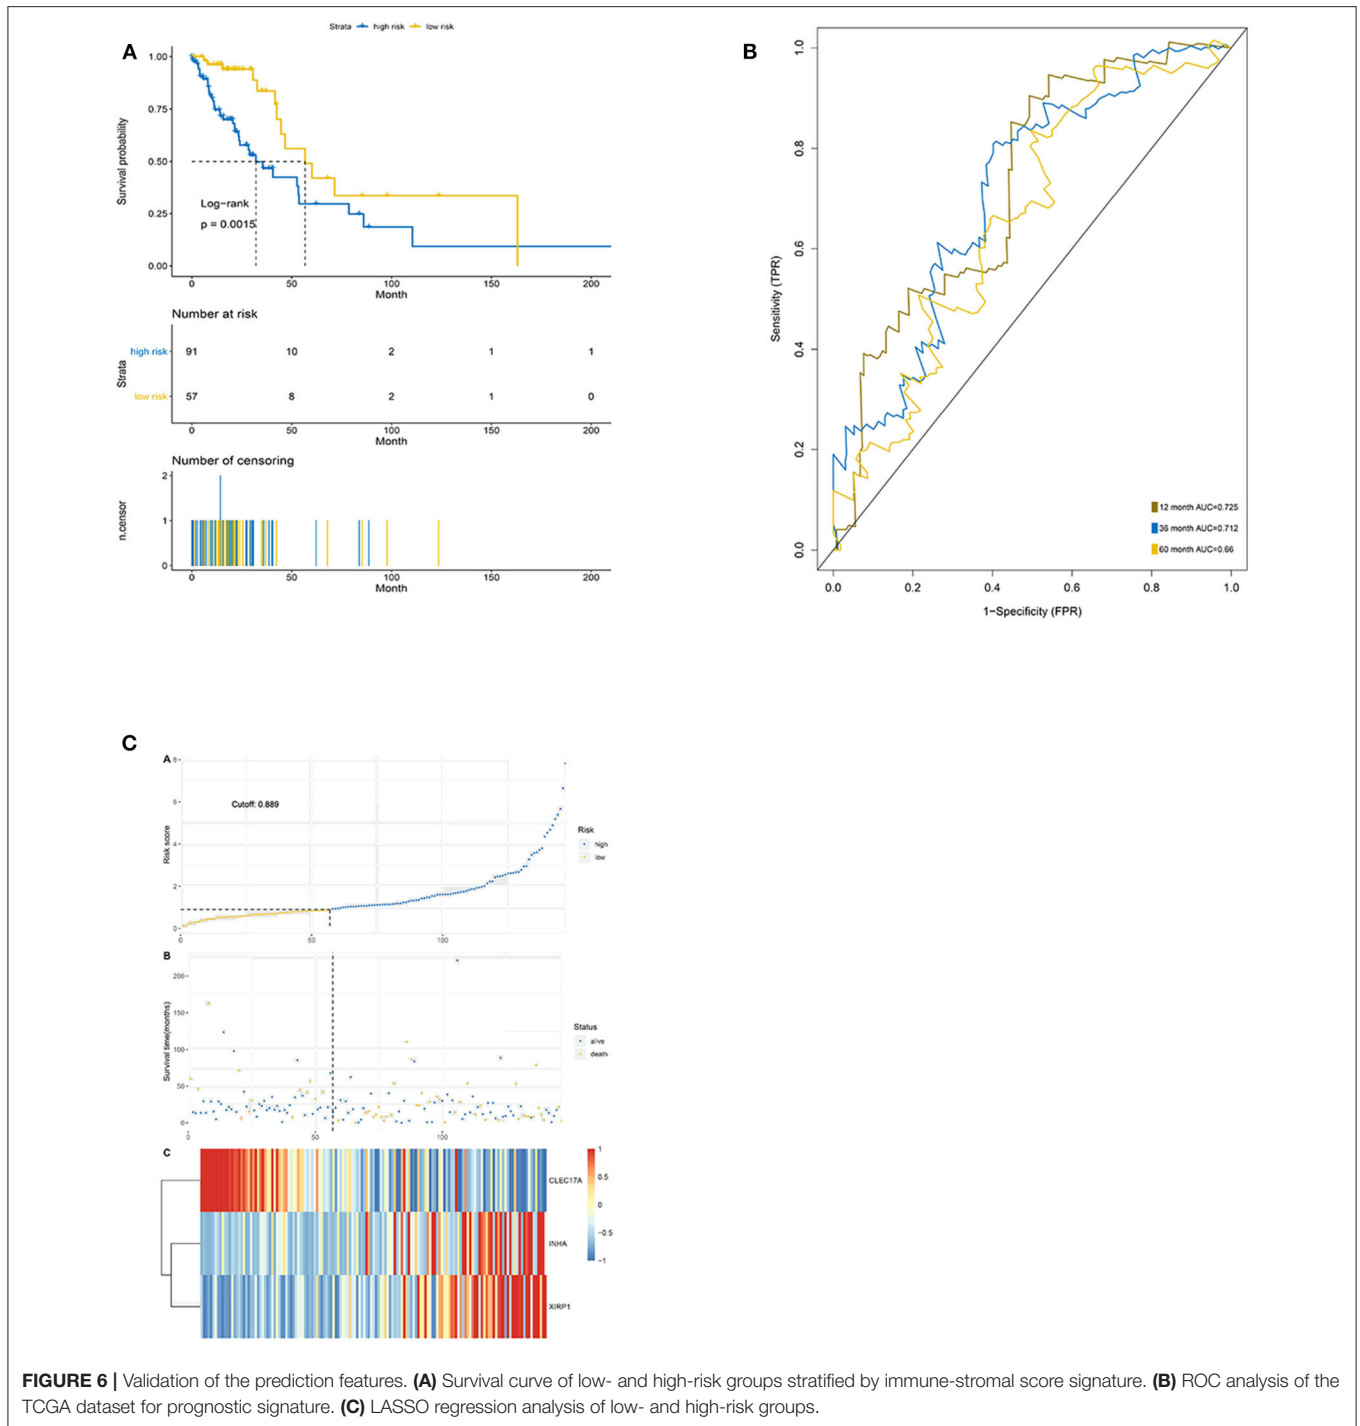 Strata high risk low risk
A
Survival probability
1.00
0.75
0.50
0.25
0.00
Log-rank
p = 0.0015
0 50 100 150 200
Month
Number at risk
Strata
high risk 91 10 2 1 1
low risk 57 8 2 1 0
0 50 100 150 200
Month
Number of censoring
n.censor
2
1
0
0 50 100 150 200
Month
B
Sensitivity (TPR)
1.0
0.8
0.6
0.4
0.2
0.0
12 month AUC=0.725
36 month AUC=0.712
60 month AUC=0.66
0.0 0.2 0.4 0.6 0.8 1.0
1-Specificity (FPR)
C
A
Risk score
8
6
4
2
0
Cutoff: 0.889
Risk
high
low
0 50 100
B
Survival time(months)
200
150
100
50
0
Status
alive
death
0 50 100
C
CLEC17A
INHA
XIRP1
1
0.5
0
-0.5
-1
FIGURE 6 | Validation of the prediction features. (A) Survival curve of low- and high-risk groups stratified by immune-stromal score signature. (B) ROC analysis of the
TCGA dataset for prognostic signature. (C) LASSO regression analysis of low- and high-risk groups.